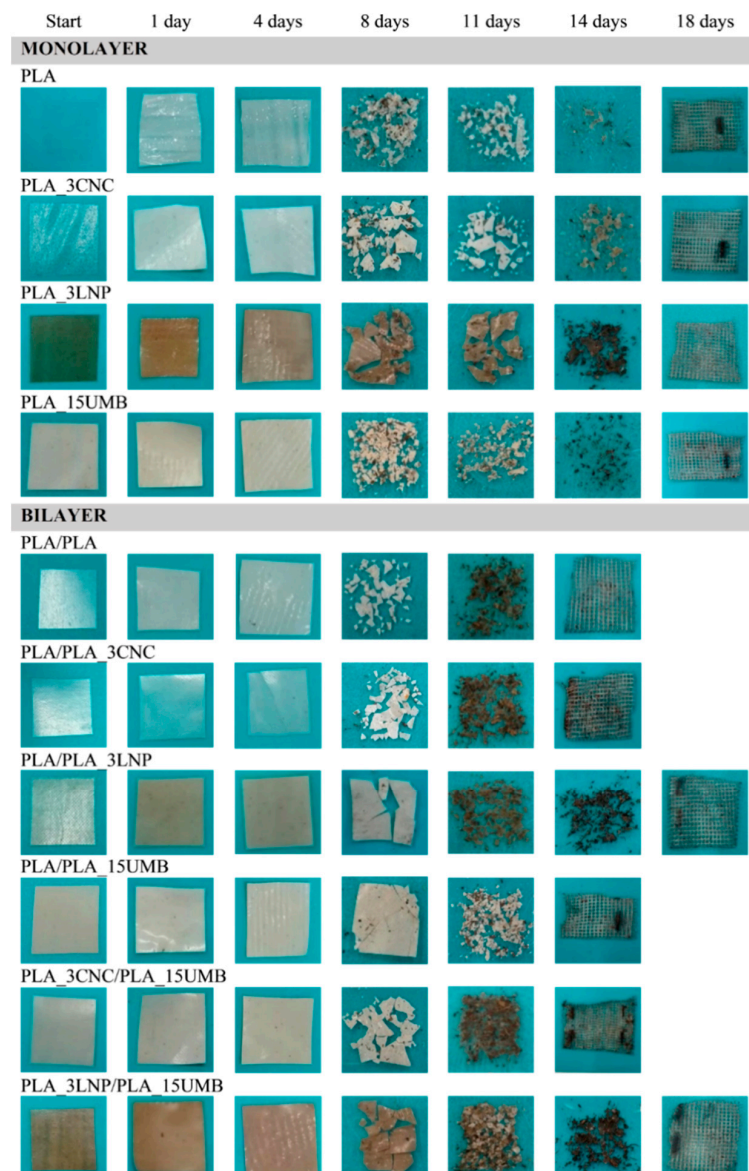 Start 1 day 4 days 8 days 11 days 14 days 18 days
MONOLAYER
PLA
PLA_3CNC
PLA_3LNP
PLA_15UMB
BILAYER
PLA/PLA
PLA/PLA_3CNC
PLA/PLA_3LNP
PLA/PLA_15UMB
PLA_3CNC/PLA_15UMB
PLA_3LNP/PLA_15UMB